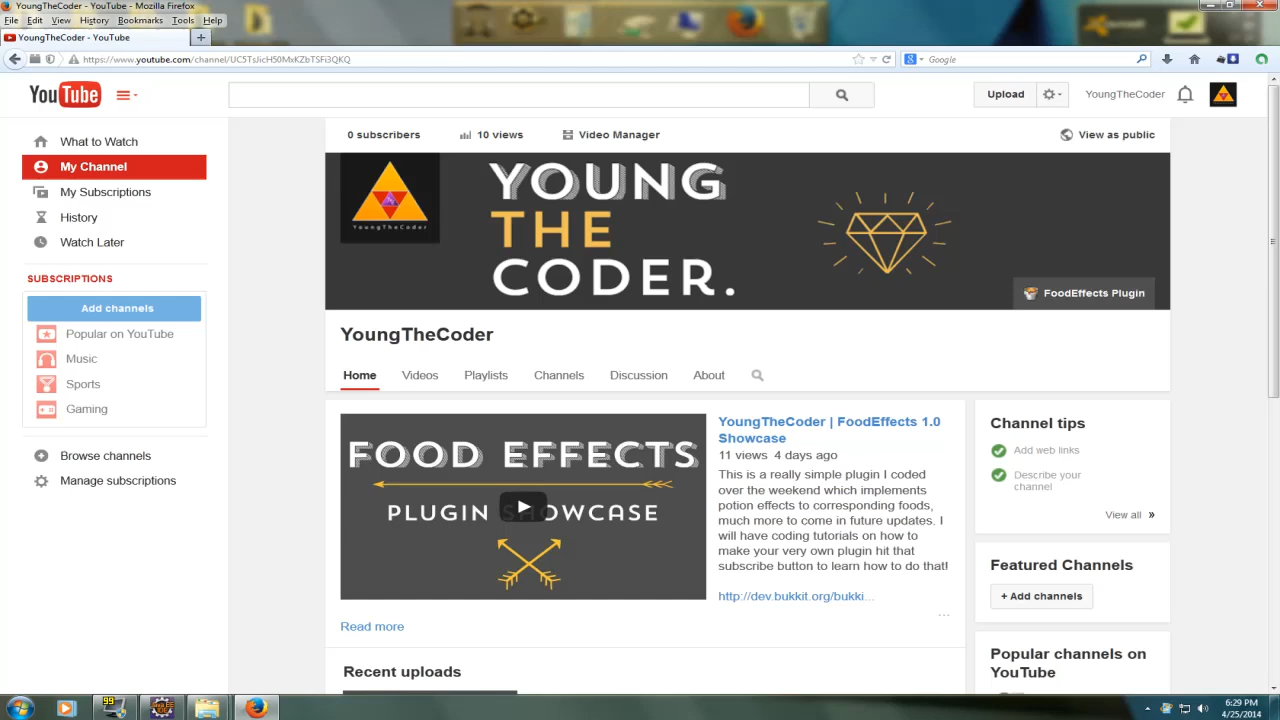 YoungTheCoder - YouTube - Mozilla Firefox
File Edit View History Bookmarks Tools Help
YoungTheCoder - YouTube
https://www.youtube.com/channel/UC5TsJicH50MxKZbTSFi3QKQ
Google
YouTube
Upload
YoungTheCoder
What to Watch
My Channel
My Subscriptions
History
Watch Later
SUBSCRIPTIONS
Add channels
Popular on YouTube
Music
Sports
Gaming
Browse channels
Manage subscriptions
0 subscribers 10 views Video Manager View as public
YoungTheCoder
YOUNG
THE
CODER.
FoodEffects Plugin
YoungTheCoder
Home Videos Playlists Channels Discussion About
FOOD EFFECTS
PLUGIN SHOWCASE
YoungTheCoder | FoodEffects 1.0
Showcase
11 views 4 days ago
This is a really simple plugin I coded
over the weekend which implements
potion effects to corresponding foods,
much more to come in future updates. I
will have coding tutorials on how to
make your very own plugin hit that
subscribe button to learn how to do that!
http://dev.bukkit.org/bukki...
...
Read more
Recent uploads
Channel tips
Add web links
Describe your
channel
View all »
Featured Channels
+ Add channels
Popular channels on
YouTube
99
6:29 PM
4/25/2014